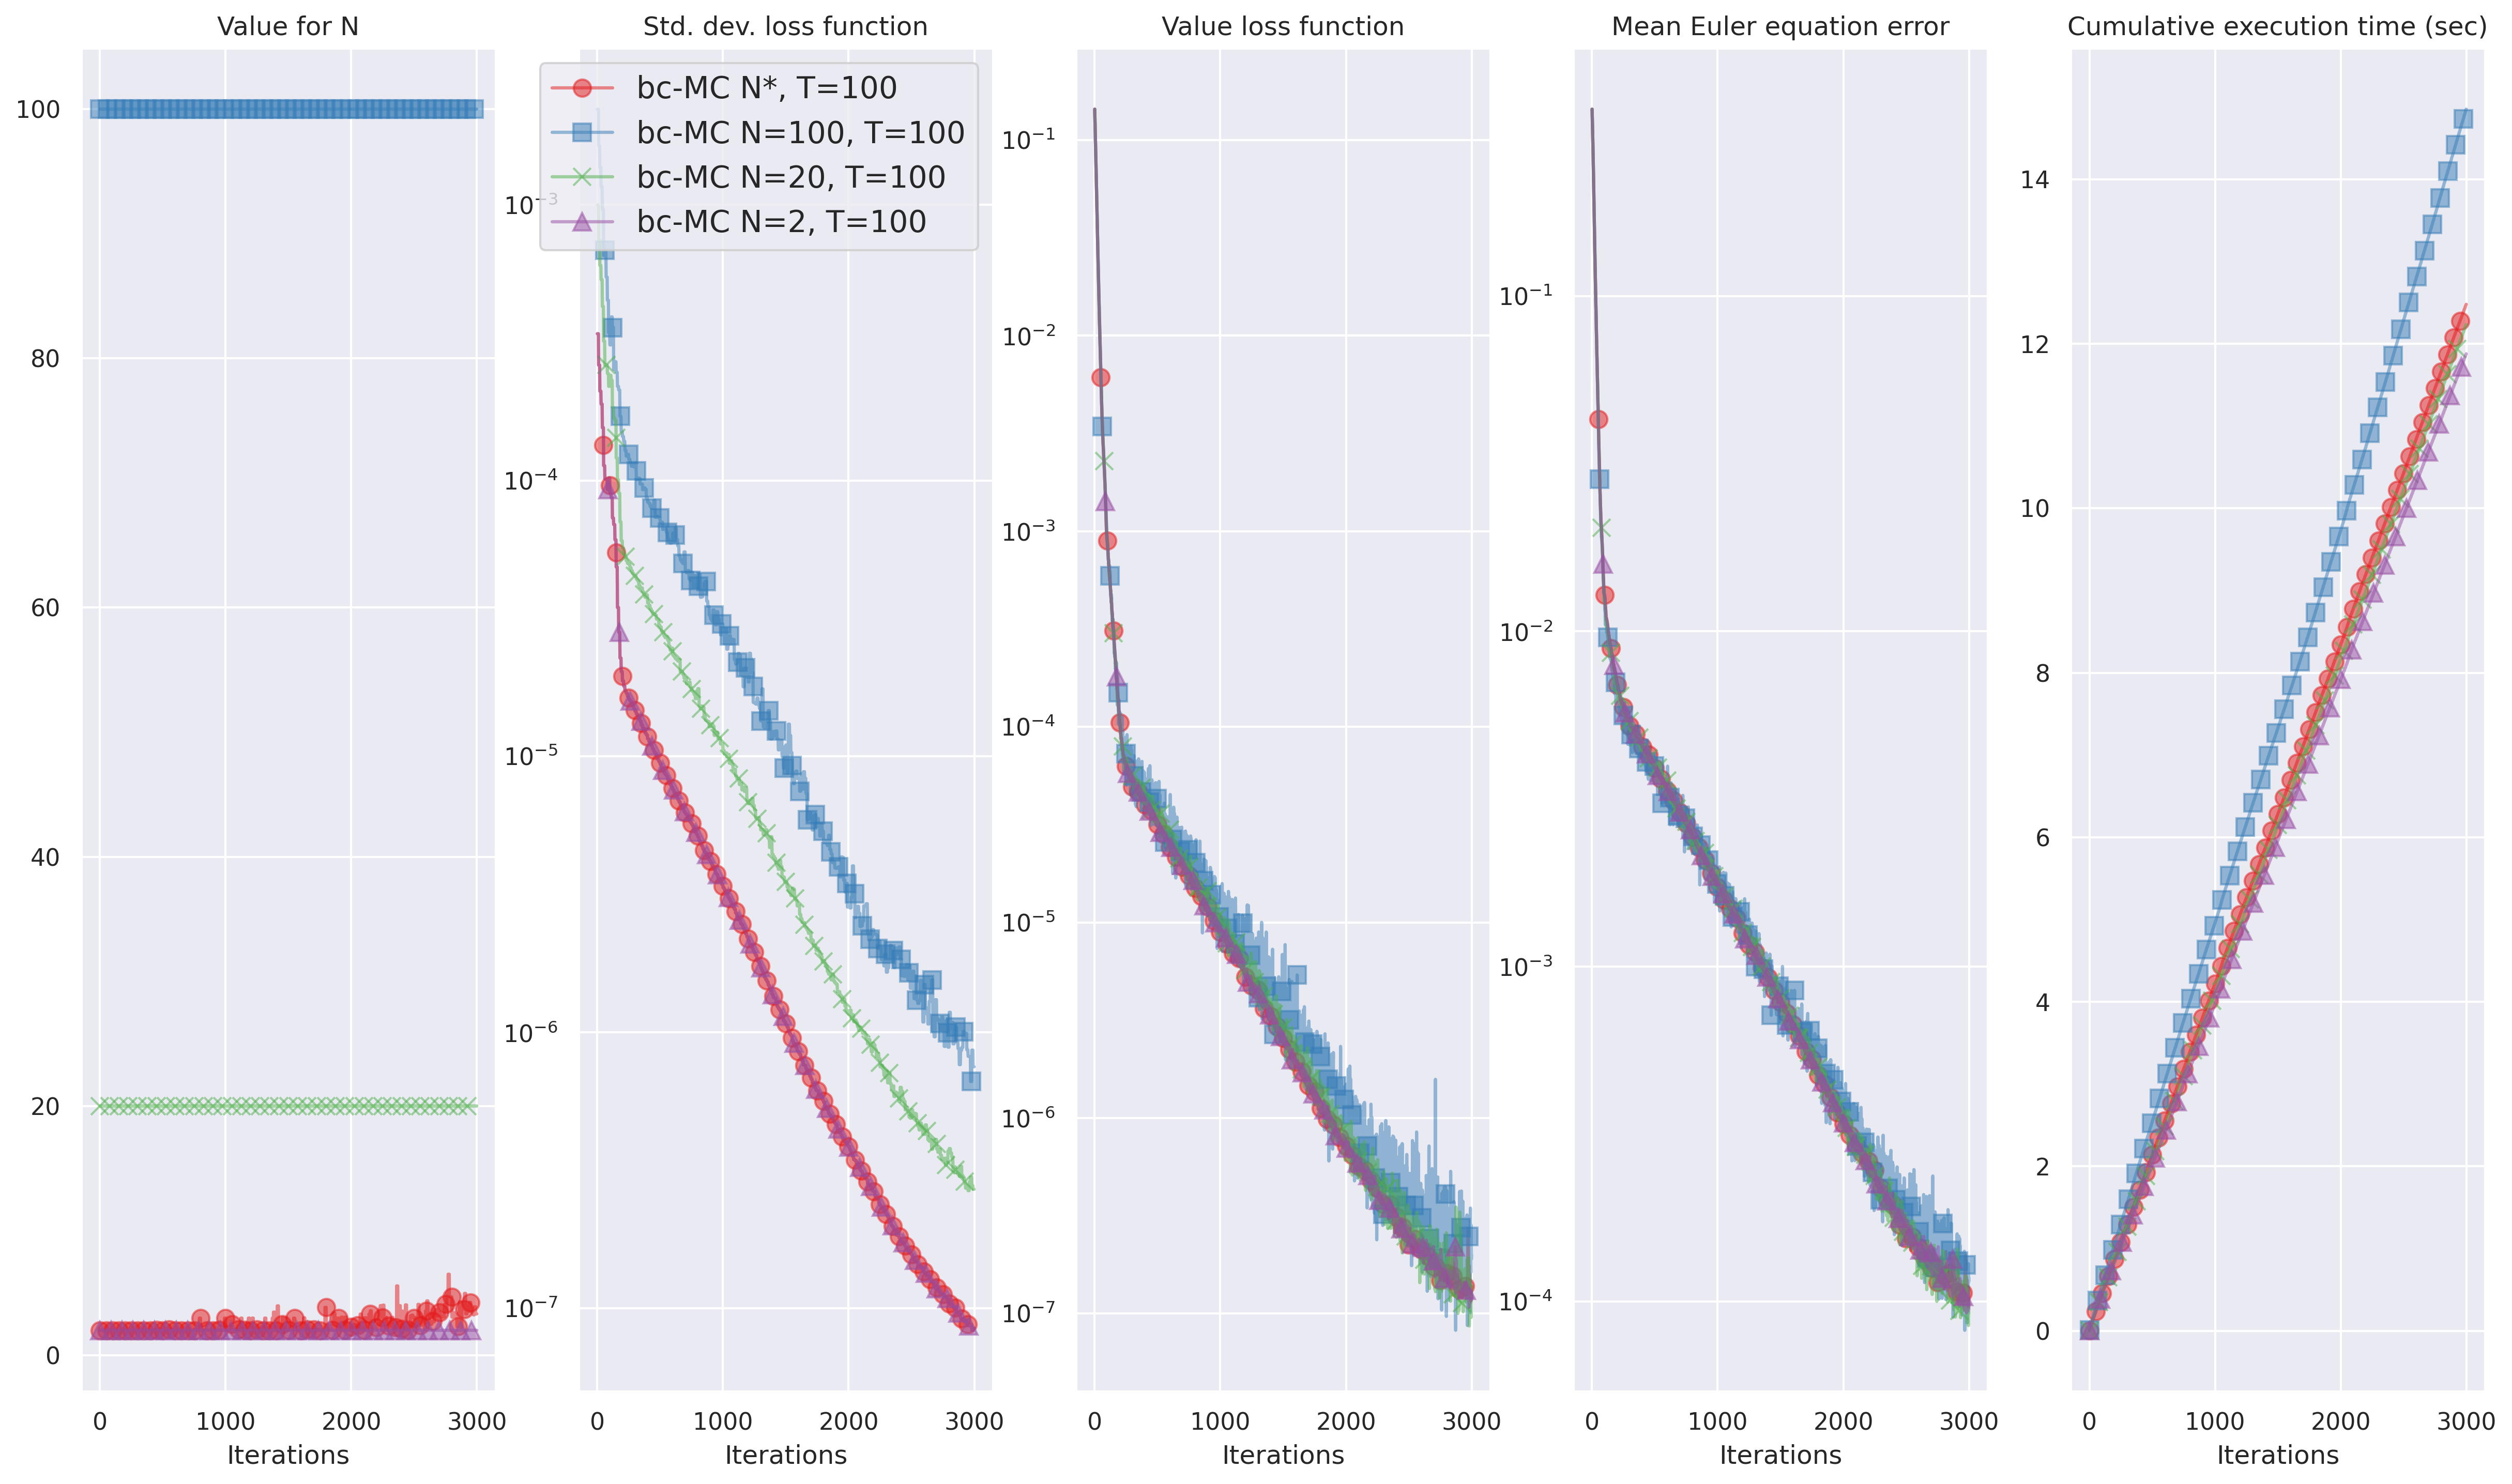 Value for N
100
80
60
40
20
0
0 1000 2000 3000
Iterations
Std. dev. loss function
bc-MC N*, T=100
bc-MC N=100, T=100
bc-MC N=20, T=100
bc-MC N=2, T=100
10⁻³
10⁻⁴
10⁻⁵
10⁻⁶
10⁻⁷
0 1000 2000 3000
Iterations
Value loss function
10⁻¹
10⁻²
10⁻³
10⁻⁴
10⁻⁵
10⁻⁶
10⁻⁷
0 1000 2000 3000
Iterations
Mean Euler equation error
10⁻¹
10⁻²
10⁻³
10⁻⁴
0 1000 2000 3000
Iterations
Cumulative execution time (sec)
14
12
10
8
6
4
2
0
0 1000 2000 3000
Iterations